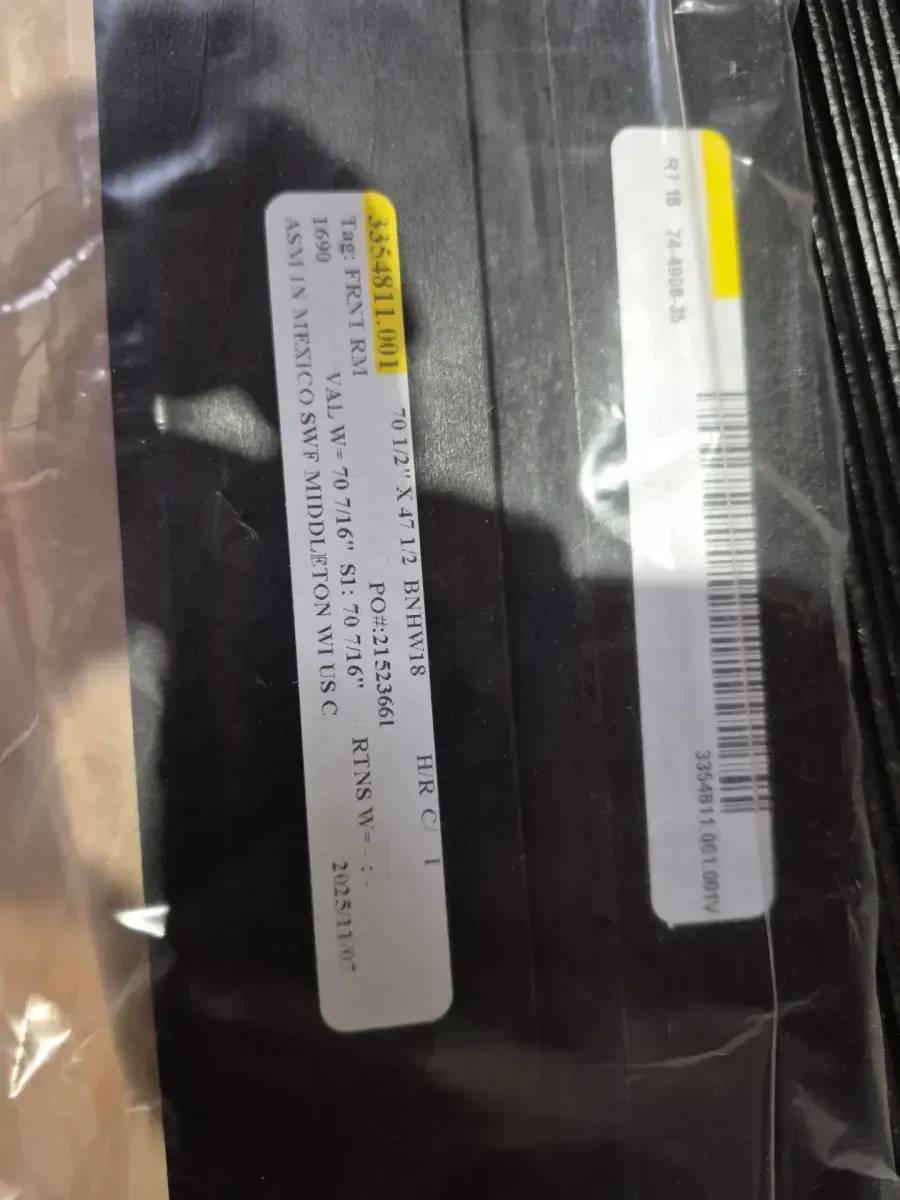 3354811.001 70 1/2" X 47 1/2 BNHW18 H/R C/ 1
Tag: FRNT RM PO#:21523661
1690 VAL W= 70 7/16" S1: 70 7/16" RTNS W= - : -
ASM IN MEXICO SWF MIDDLETON WI US C 2025/11/07
R7 18 74-4908-35
3354811.001.001V